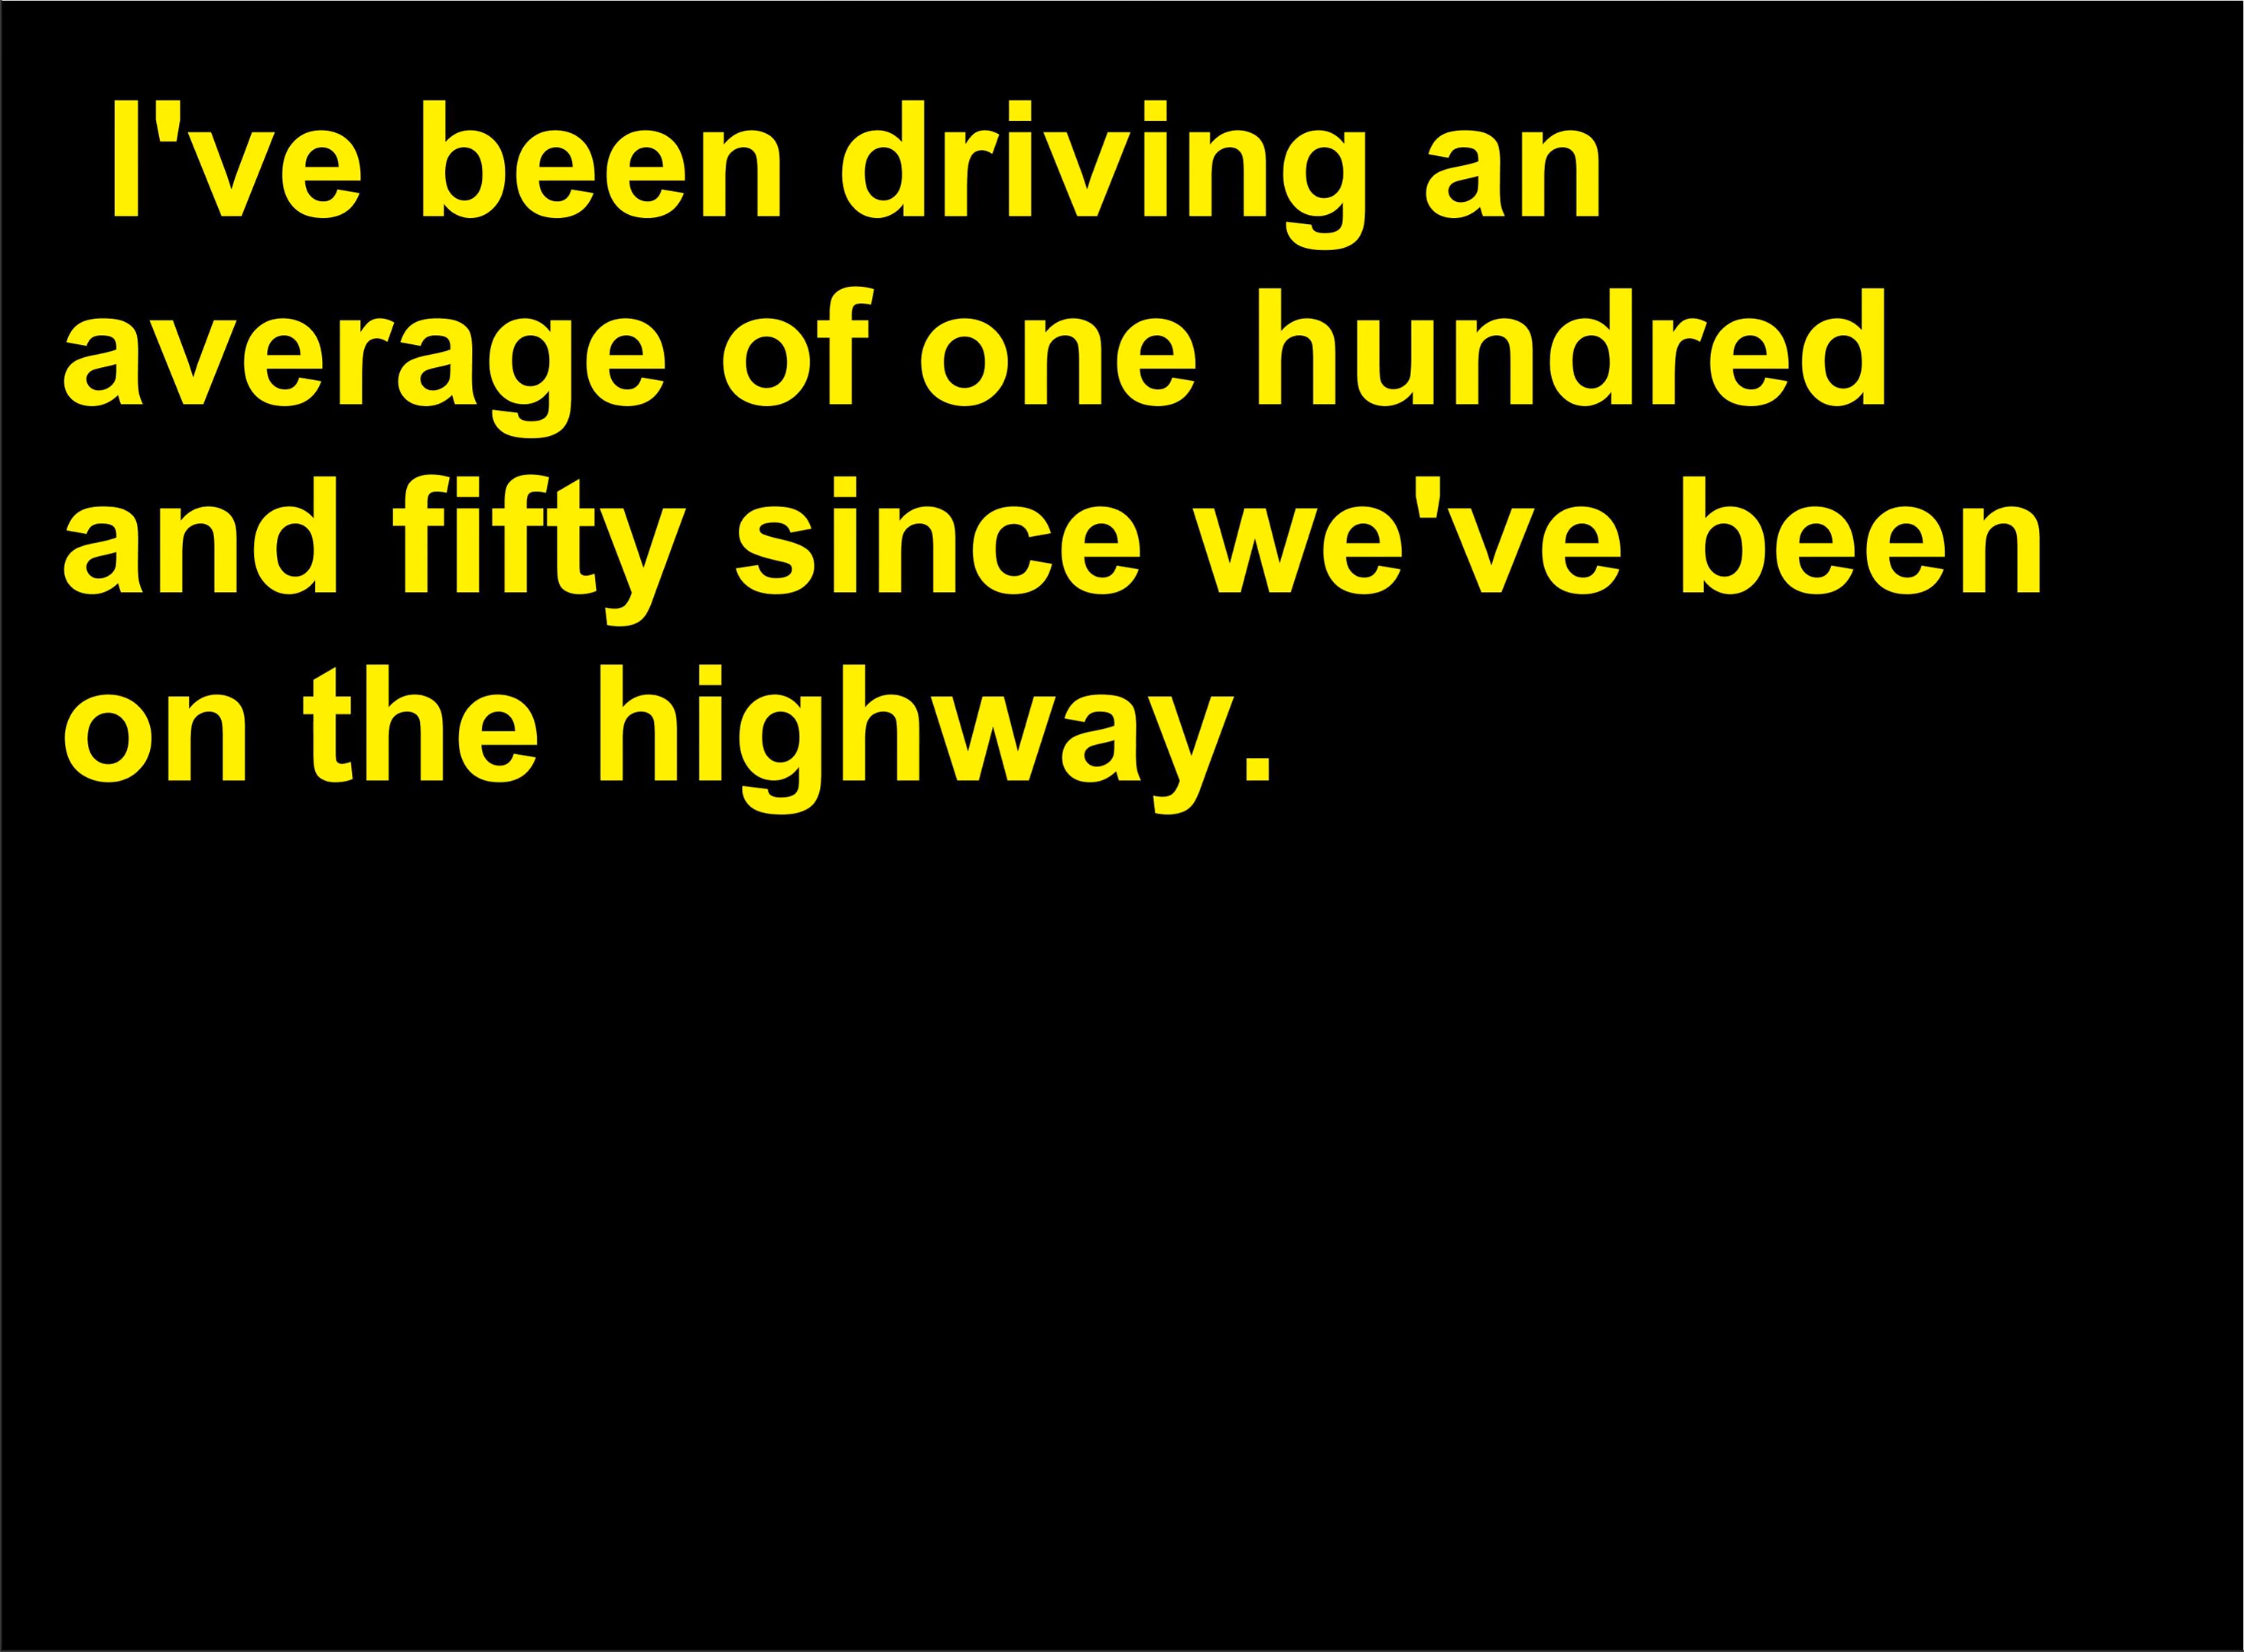 I've been driving an
average of one hundred
and fifty since we've been
on the highway.